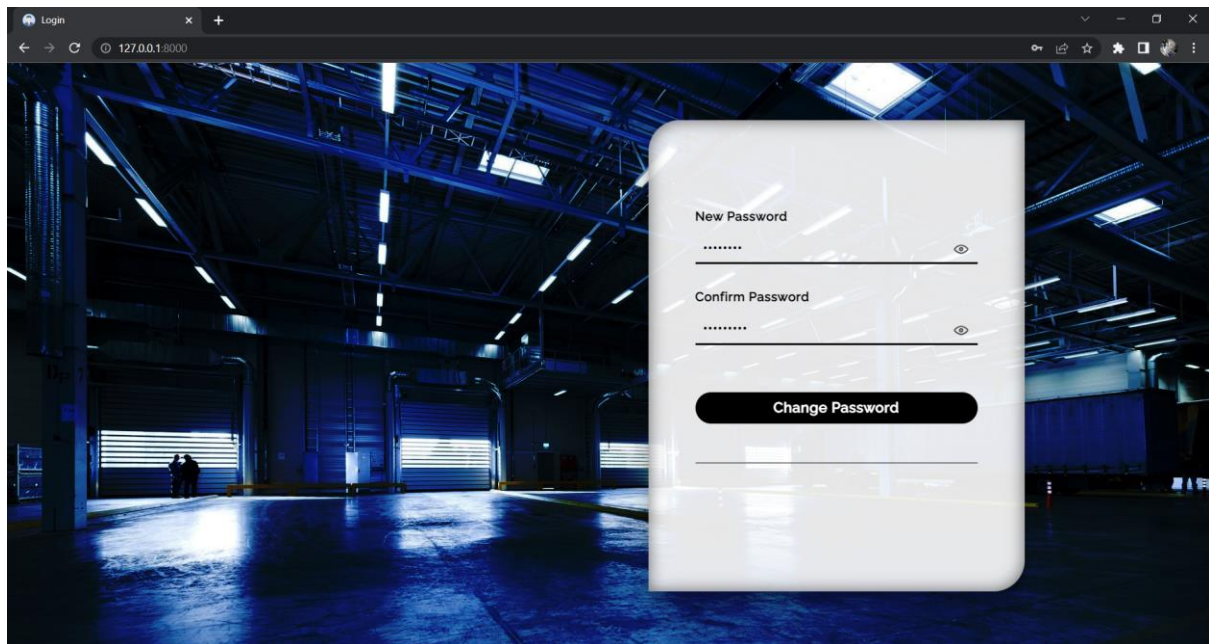 Login
127.0.0.1:8000
New Password
••••••••
Confirm Password
•••••••••
Change Password